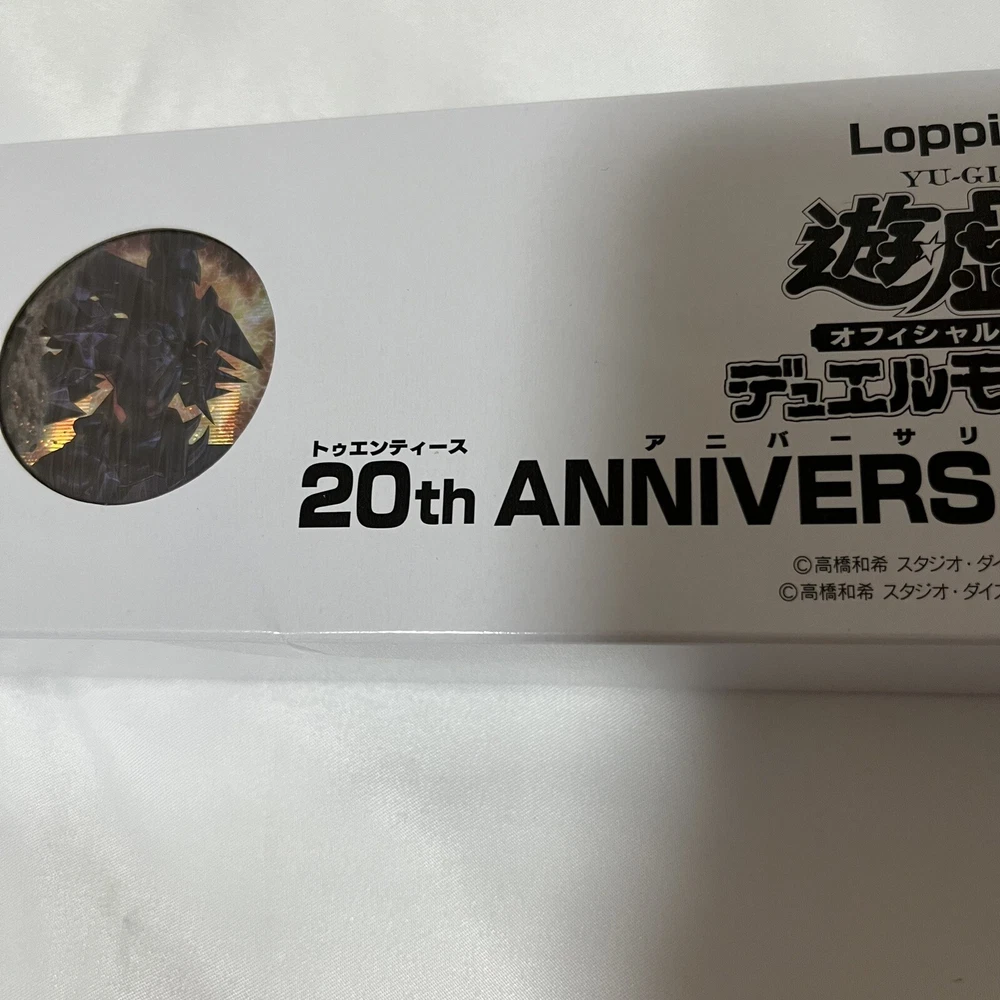 Loppi
YU-GI
遊戯
オフィシャル
デュエルモ
トゥエンティース アニバーサリ
20th ANNIVERS
©高橋和希 スタジオ・ダイ
©高橋和希 スタジオ・ダイス